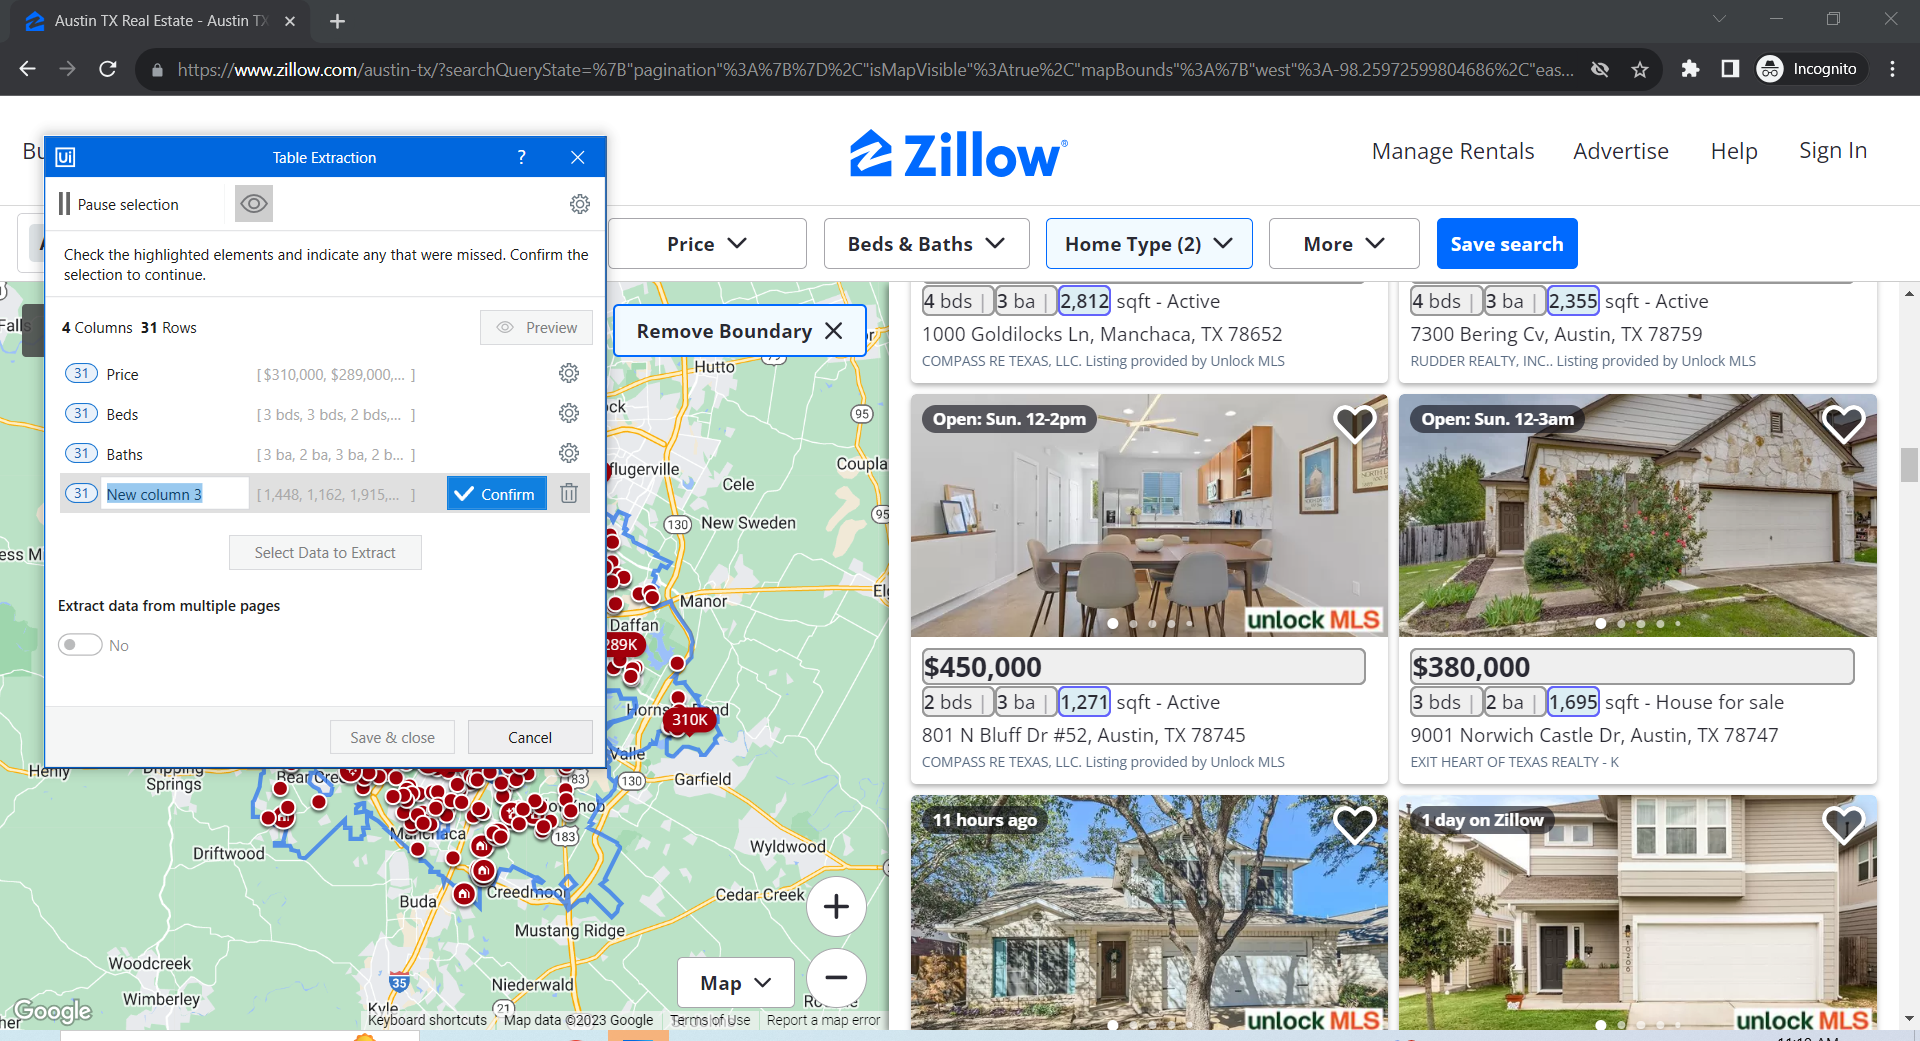 Austin TX Real Estate - Austin TX
https://www.zillow.com/austin-tx/?searchQueryState=%7B"pagination"%3A%7B%7D%2C"isMapVisible"%3Atrue%2C"mapBounds"%3A%7B"west"%3A-98.25972599804686%2C"eas...
Incognito
Zillow
Manage Rentals
Advertise
Help
Sign In
Ui
Table Extraction
?
Pause selection
Check the highlighted elements and indicate any that were missed. Confirm the
selection to continue.
4 Columns 31 Rows
Preview
31 Price [ $310,000, $289,000,... ]
31 Beds [ 3 bds, 3 bds, 2 bds,... ]
31 Baths [ 3 ba, 2 ba, 3 ba, 2 b... ]
31 New column 3 [ 1,448, 1,162, 1,915,... ] Confirm
Select Data to Extract
Extract data from multiple pages
No
Save & close
Cancel
Price
Beds & Baths
Home Type (2)
More
Save search
Remove Boundary
Hutto
95
flugerville
Coupla
Cele
95
130
New Sweden
Manor
Daffan
289K
310K
Valle
130
Garfield
Henly
Dripping
Springs
Bear Cre
183
Manchaca
183
Driftwood
Wyldwood
Buda
Creedmoor
Cedar Creek
Mustang Ridge
Woodcreek
35
Niederwald
Wimberley
Kyle
21
Map
Google
Keyboard shortcuts
Map data ©2023 Google
Terms of Use
Report a map error
4 bds | 3 ba | 2,812 sqft - Active
1000 Goldilocks Ln, Manchaca, TX 78652
COMPASS RE TEXAS, LLC. Listing provided by Unlock MLS
4 bds | 3 ba | 2,355 sqft - Active
7300 Bering Cv, Austin, TX 78759
RUDDER REALTY, INC.. Listing provided by Unlock MLS
Open: Sun. 12-2pm
unlock MLS
$450,000
2 bds | 3 ba | 1,271 sqft - Active
801 N Bluff Dr #52, Austin, TX 78745
COMPASS RE TEXAS, LLC. Listing provided by Unlock MLS
Open: Sun. 12-3am
$380,000
3 bds | 2 ba | 1,695 sqft - House for sale
9001 Norwich Castle Dr, Austin, TX 78747
EXIT HEART OF TEXAS REALTY - K
11 hours ago
unlock MLS
1 day on Zillow
unlock MLS